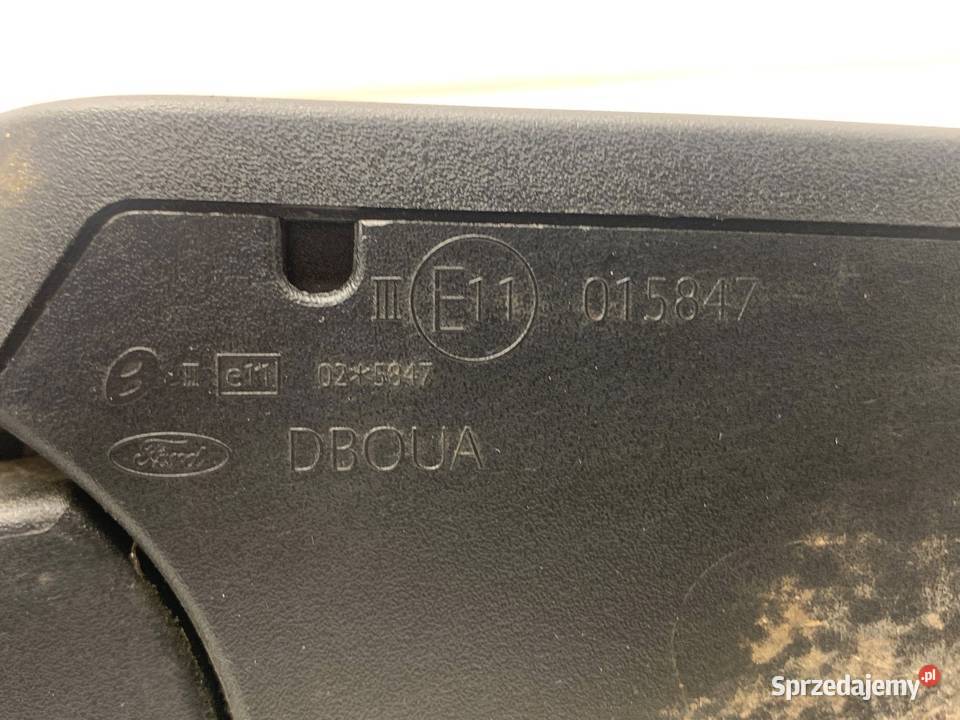 III E11 015847
e III e11 02*5847
Ford DBOUA
Sprzedajemy.pl